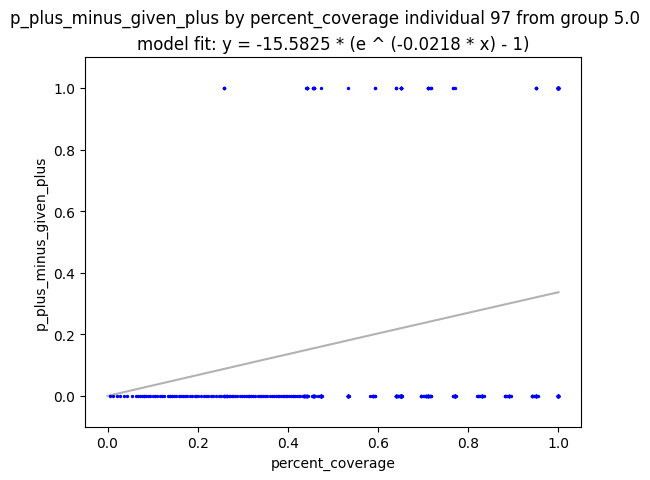 p_plus_minus_given_plus by percent_coverage individual 97 from group 5.0
model fit: y = -15.5825 * (e ^ (-0.0218 * x) - 1)
p_plus_minus_given_plus
1.0
0.8
0.6
0.4
0.2
0.0
0.0 0.2 0.4 0.6 0.8 1.0
percent_coverage